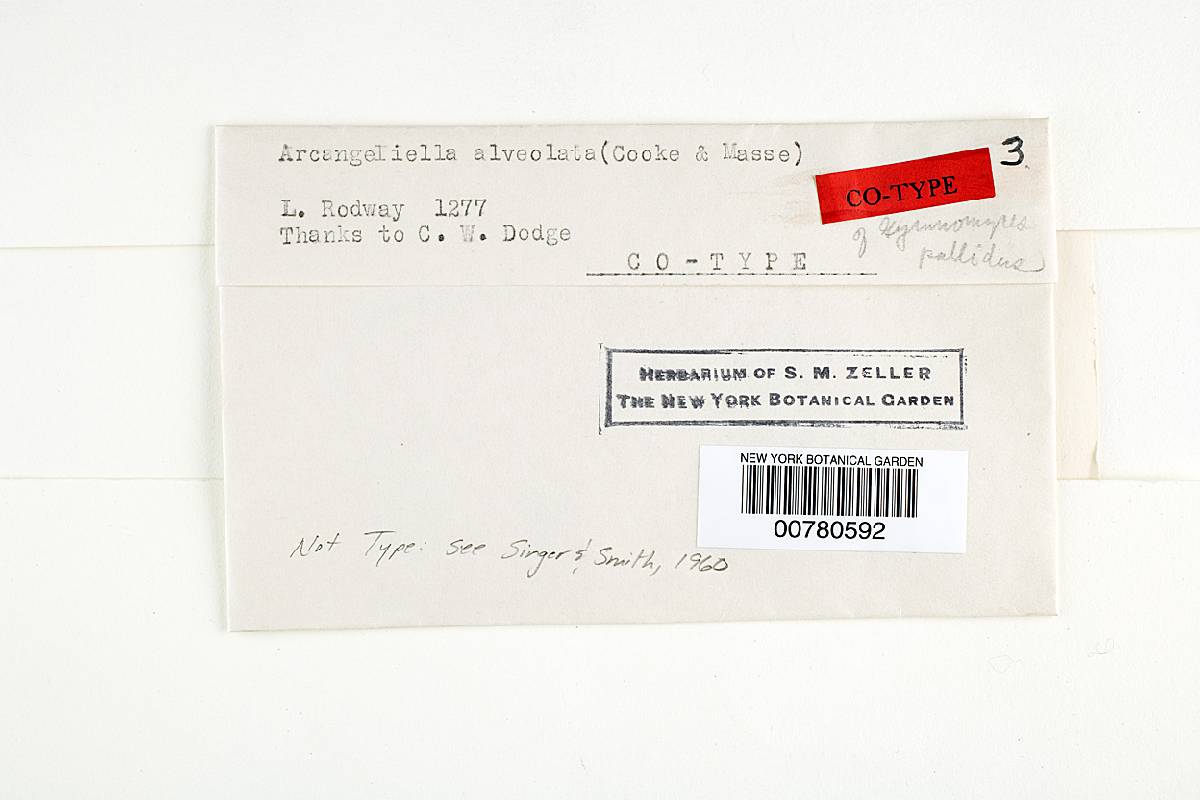 Arcangeliella alveolata (Cooke & Masse)
3
CO-TYPE
L. Rodway 1277
Thanks to C. W. Dodge
of Gymnomyces
pallidus
CO-TYPE
HERBARIUM OF S. M. ZELLER
THE NEW YORK BOTANICAL GARDEN
NEW YORK BOTANICAL GARDEN
00780592
Not Type: see Singer & Smith, 1960